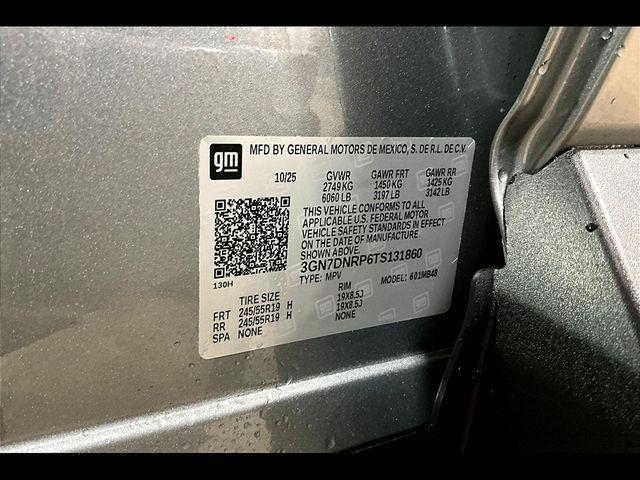 gm
MFD BY GENERAL MOTORS DE MEXICO, S. DE R.L. DE C.V.
10/25 GVWR GAWR FRT GAWR RR
2749 KG 1450 KG 1425 KG
6060 LB 3197 LB 3142 LB
THIS VEHICLE CONFORMS TO ALL
APPLICABLE U.S. FEDERAL MOTOR
VEHICLE SAFETY STANDARDS IN EFFECT
ON THE DATE OF MANUFACTURE SHOWN ABOVE.
3GN7DNRP6TS131860
TYPE: MPV MODEL: 601MB48
130H
TIRE SIZE RIM
FRT 245/55R19 H 19X8.5J
RR 245/55R19 H 19X8.5J
SPA NONE NONE